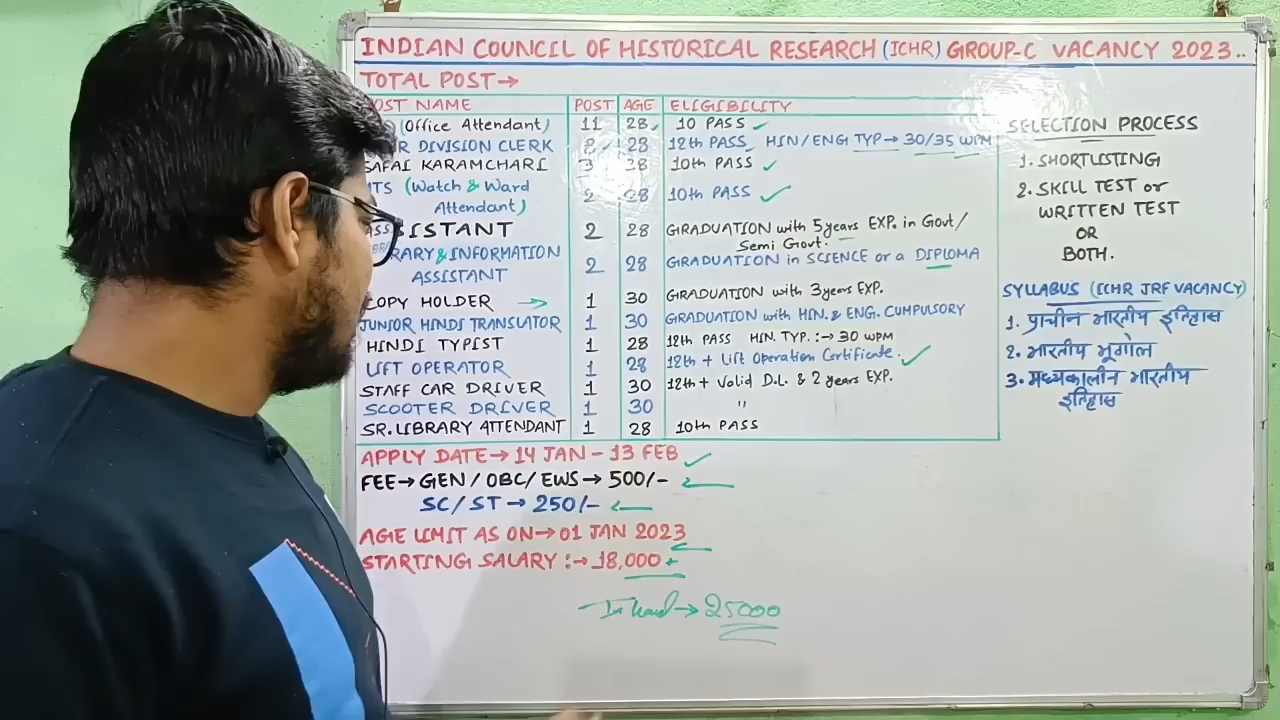 INDIAN COUNCIL OF HISTORICAL RESEARCH (ICHR) GROUP-C VACANCY 2023..
TOTAL POST→
POST NAME POST AGE ELIGIBILITY
(Office Attendant) 11 28 10 PASS
DIVISION CLERK 2 28 12th PASS, HIN/ENG TYP → 30/35 WPM
SAFAI KARAMCHARI 3 28 10th PASS
MTS (Watch & Ward 2 28 10th PASS
Attendant)
ASSISTANT 2 28 GRADUATION with 5 years EXP. in Govt/
Semi Govt.
LIBRARY & INFORMATION 2 28 GRADUATION in SCIENCE or a DIPLOMA
ASSISTANT
COPY HOLDER → 1 30 GRADUATION with 3 years EXP.
JUNIOR HINDI TRANSLATOR 1 30 GRADUATION with HIN. & ENG. CUMPULSORY
HINDI TYPIST 1 28 12th PASS HIN. TYP. :→ 30 WPM
LIFT OPERATOR 1 28 12th + Lift Operation Certificate.
STAFF CAR DRIVER 1 30 12th + Valid D.L. & 2 years EXP.
SCOOTER DRIVER 1 30 "
SR. LIBRARY ATTENDANT 1 28 10th PASS
APPLY DATE → 14 JAN - 13 FEB
FEE → GEN / OBC / EWS → 500/-
SC/ ST → 250/-
AGE LIMIT AS ON → 01 JAN 2023
STARTING SALARY :→ 18,000 +
In hand → 25000
SELECTION PROCESS
1. SHORTLISTING
2. SKILL TEST or
WRITTEN TEST
OR
BOTH.
SYLLABUS (ICHR JRF VACANCY)
1. प्राचीन भारतीय इतिहास
2. भारतीय भूगोल
3. मध्यकालीन भारतीय
इतिहास